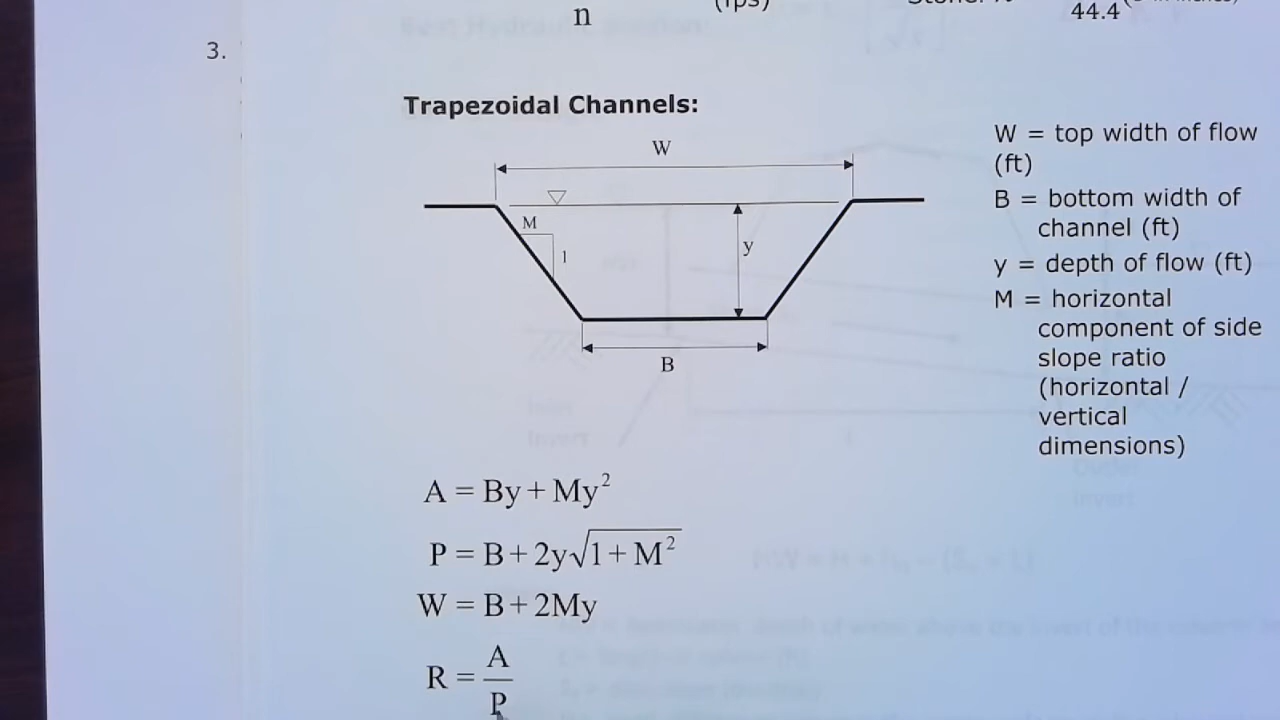 n
(fps)
44.4
3.
Trapezoidal Channels:
W
M
1
y
B
W = top width of flow
(ft)
B = bottom width of
channel (ft)
y = depth of flow (ft)
M = horizontal
component of side
slope ratio
(horizontal /
vertical
dimensions)
A = By + My²
P = B + 2y√1 + M²
W = B + 2My
R = A
P